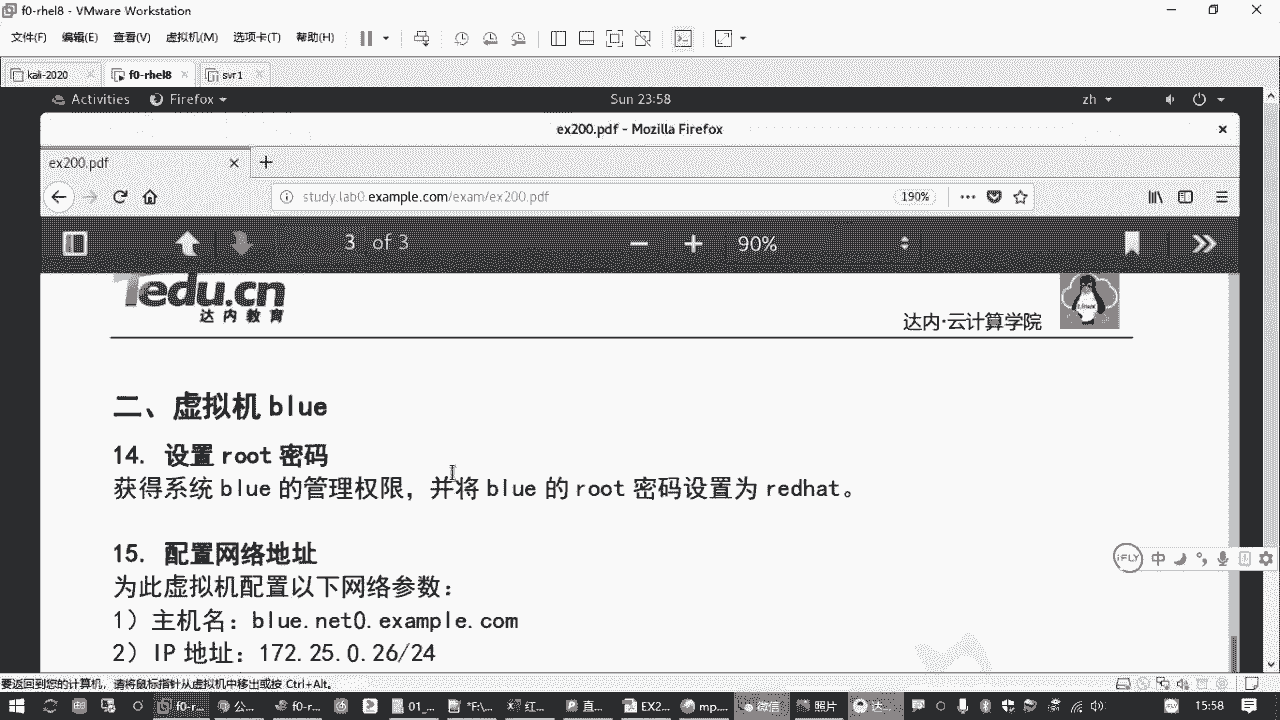 f0-rhel8 - VMware Workstation
文件(F) 编辑(E) 查看(V) 虚拟机(M) 选项卡(T) 帮助(H)
kali-2020 f0-rhel8 svr1
Activities Firefox Sun 23:58 zh
ex200.pdf - Mozilla Firefox
ex200.pdf
study.lab0.example.com/exam/ex200.pdf 190%
3 of 3 90%
Tedu.cn
达内教育
达内·云计算学院
二、虚拟机 blue
14. 设置 root 密码
获得系统 blue 的管理权限，并将 blue 的 root 密码设置为 redhat。
15. 配置网络地址
为此虚拟机配置以下网络参数：
1）主机名：blue.net0.example.com
2）IP 地址：172.25.0.26/24
iFLY 中
要返回到您的计算机，请将鼠标指针从虚拟机中移出或按 Ctrl+Alt。
f0-r... 公... f0-r... 01_... "F:\... 红... 直... EX2... mp... 微信 照片 达... 15:58